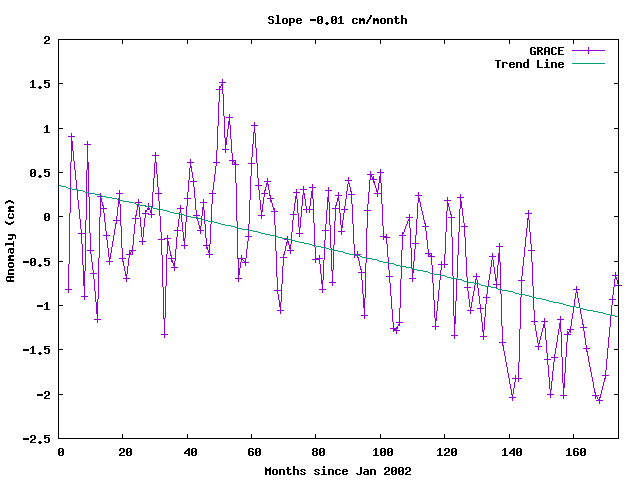 Slope -0.01 cm/month
GRACE
Trend Line
2
1.5
1
0.5
0
-0.5
-1
-1.5
-2
-2.5
Anomaly (cm)
0 20 40 60 80 100 120 140 160
Months since Jan 2002